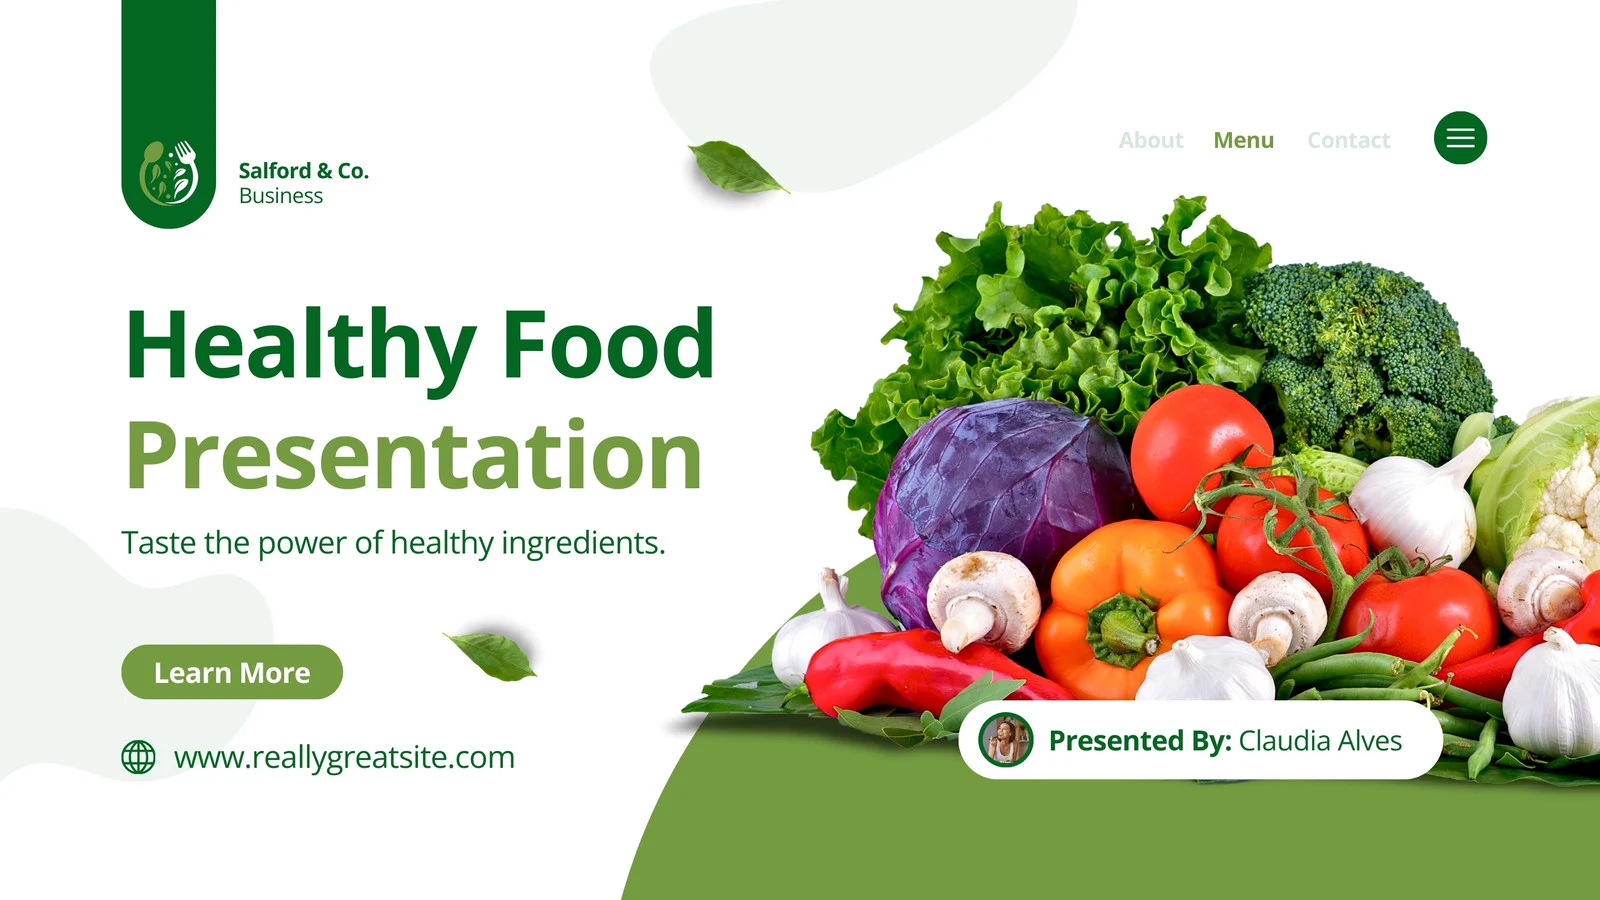 Salford & Co.
Business
About Menu Contact
Healthy Food
Presentation
Taste the power of healthy ingredients.
Learn More
www.reallygreatsite.com
Presented By: Claudia Alves